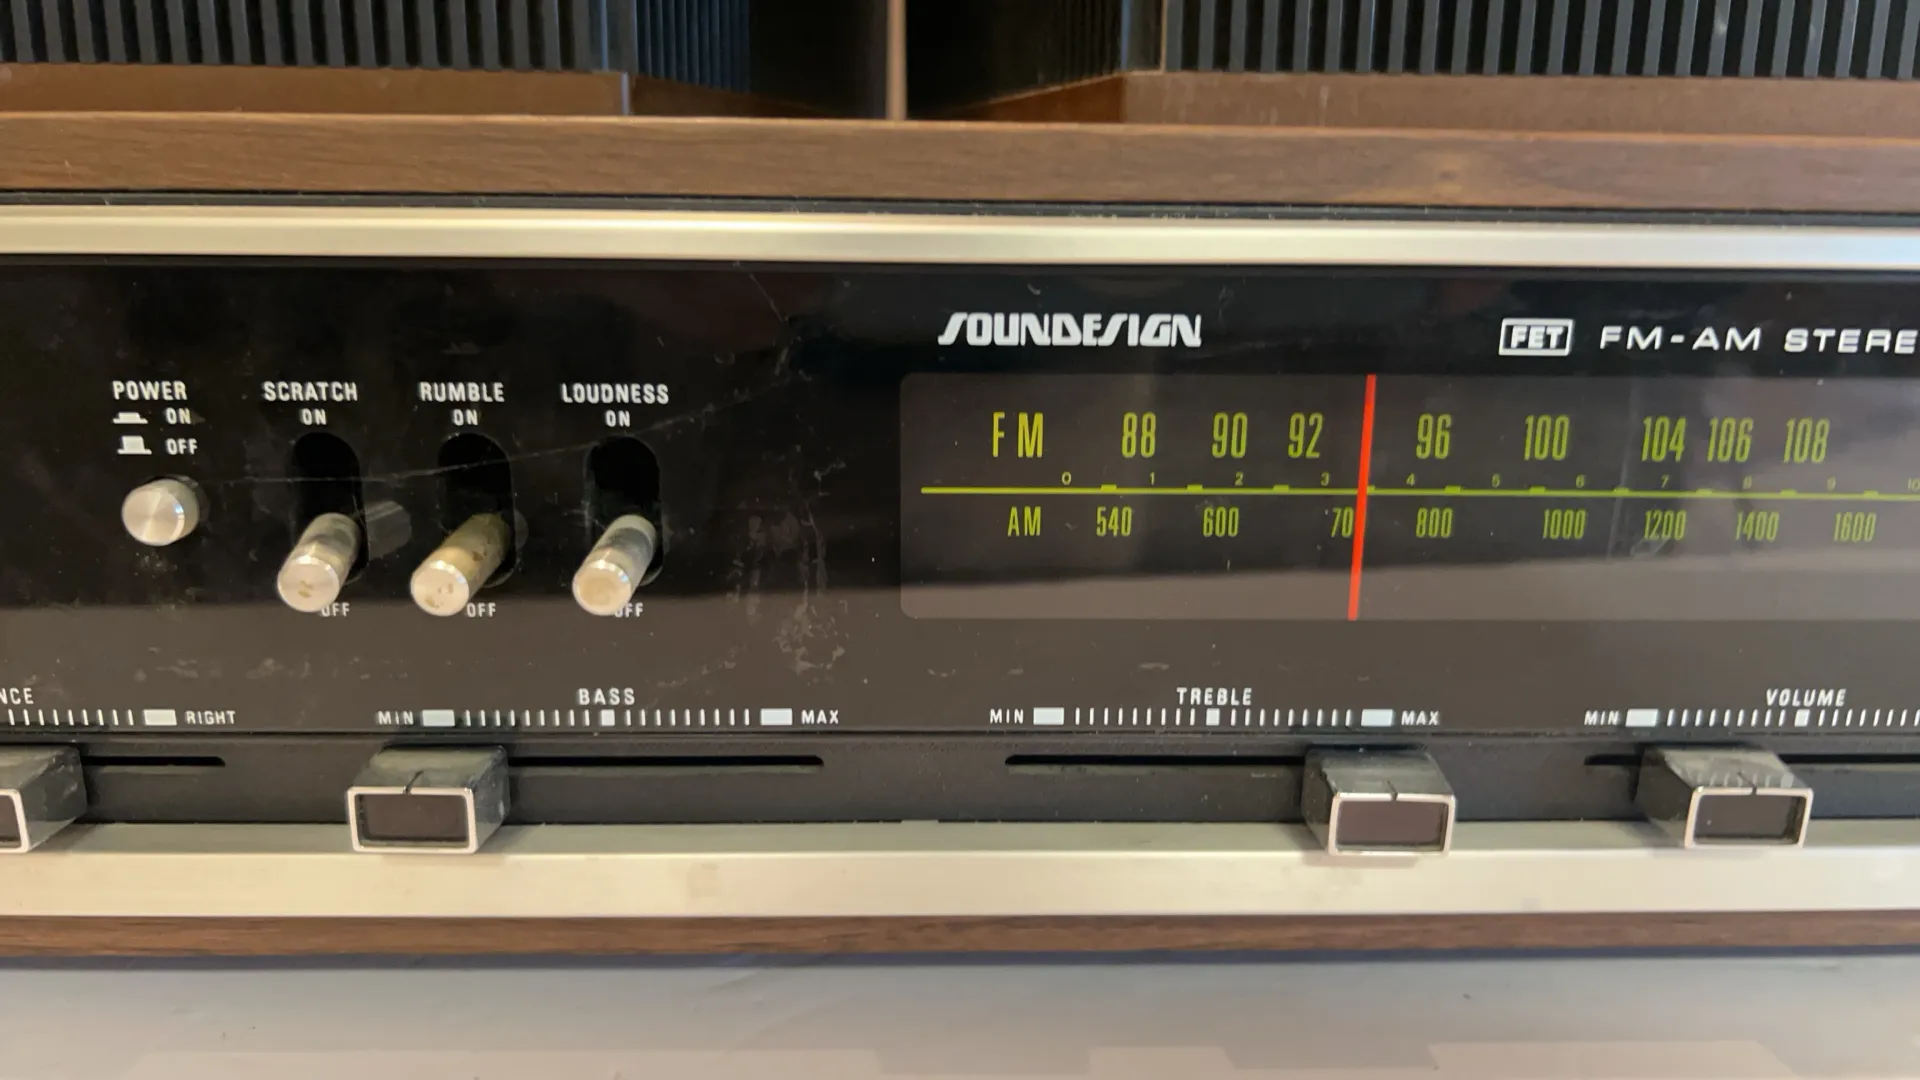 SOUNDESIGN
FET FM-AM STERE
POWER
ON
OFF
SCRATCH
ON
OFF
RUMBLE
ON
OFF
LOUDNESS
ON
OFF
FM 88 90 92 96 100 104 106 108
0 1 2 3 4 5 6 7 8 9 10
AM 540 600 70 800 1000 1200 1400 1600
NCE
RIGHT
BASS
MIN MAX
TREBLE
MIN MAX
VOLUME
MIN